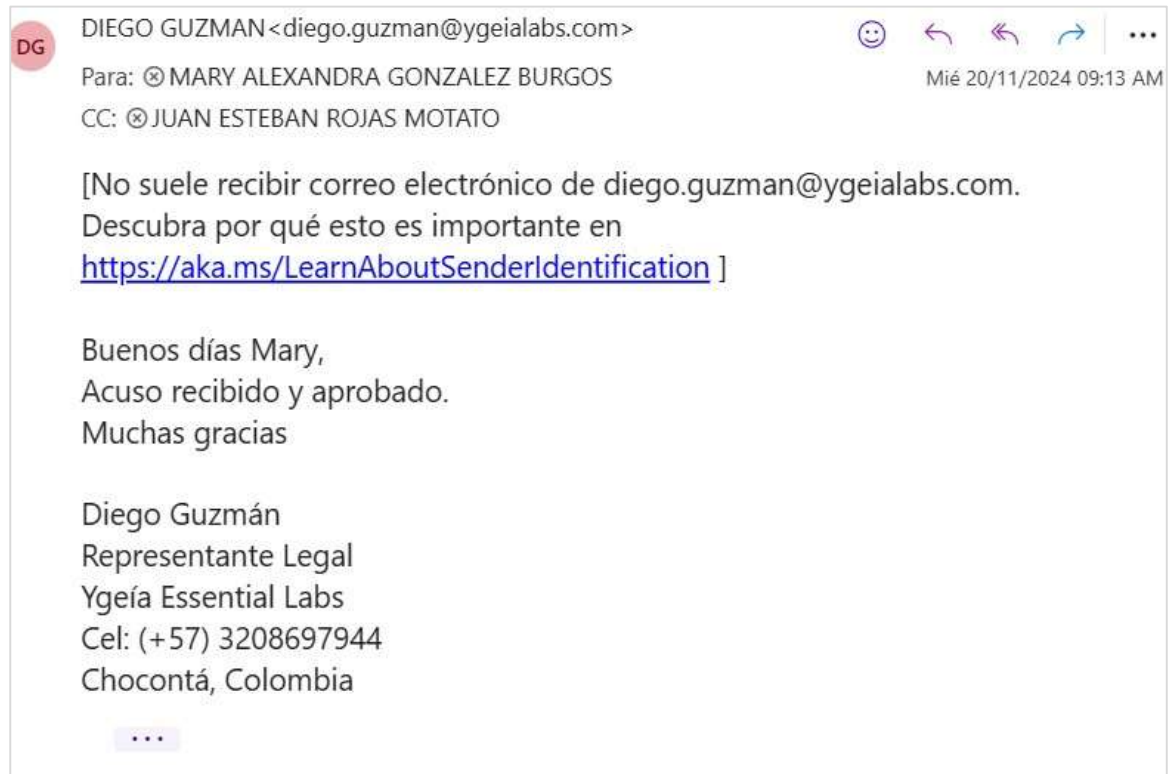 DG
DIEGO GUZMAN<diego.guzman@ygeialabs.com>
Para: MARY ALEXANDRA GONZALEZ BURGOS
Mié 20/11/2024 09:13 AM
CC: JUAN ESTEBAN ROJAS MOTATO
[No suele recibir correo electrónico de diego.guzman@ygeialabs.com.
Descubra por qué esto es importante en
https://aka.ms/LearnAboutSenderIdentification ]
Buenos días Mary,
Acuso recibido y aprobado.
Muchas gracias
Diego Guzmán
Representante Legal
Ygeía Essential Labs
Cel: (+57) 3208697944
Chocontá, Colombia